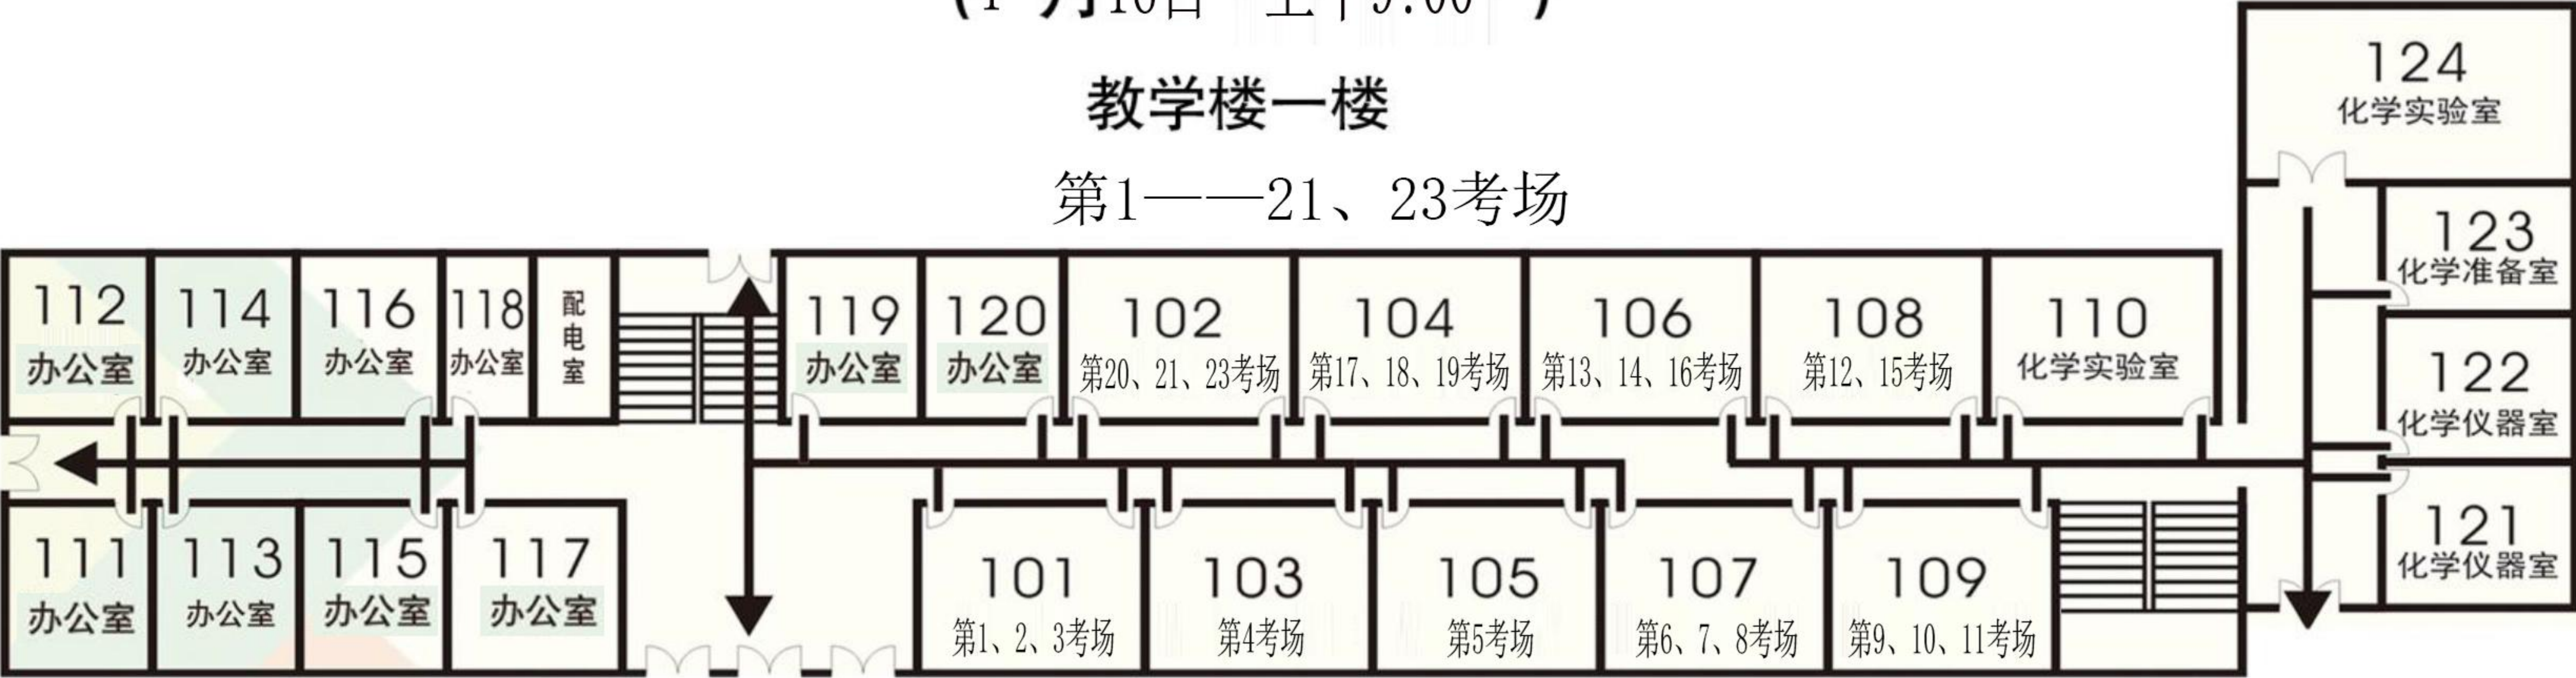 教学楼一楼
第1——21、23考场
124
化学实验室
123
化学准备室
122
化学仪器室
121
化学仪器室
112
办公室
114
办公室
116
办公室
118
办公室
配电室
119
办公室
120
办公室
102
第20、21、23考场
104
第17、18、19考场
106
第13、14、16考场
108
第12、15考场
110
化学实验室
111
办公室
113
办公室
115
办公室
117
办公室
101
第1、2、3考场
103
第4考场
105
第5考场
107
第6、7、8考场
109
第9、10、11考场